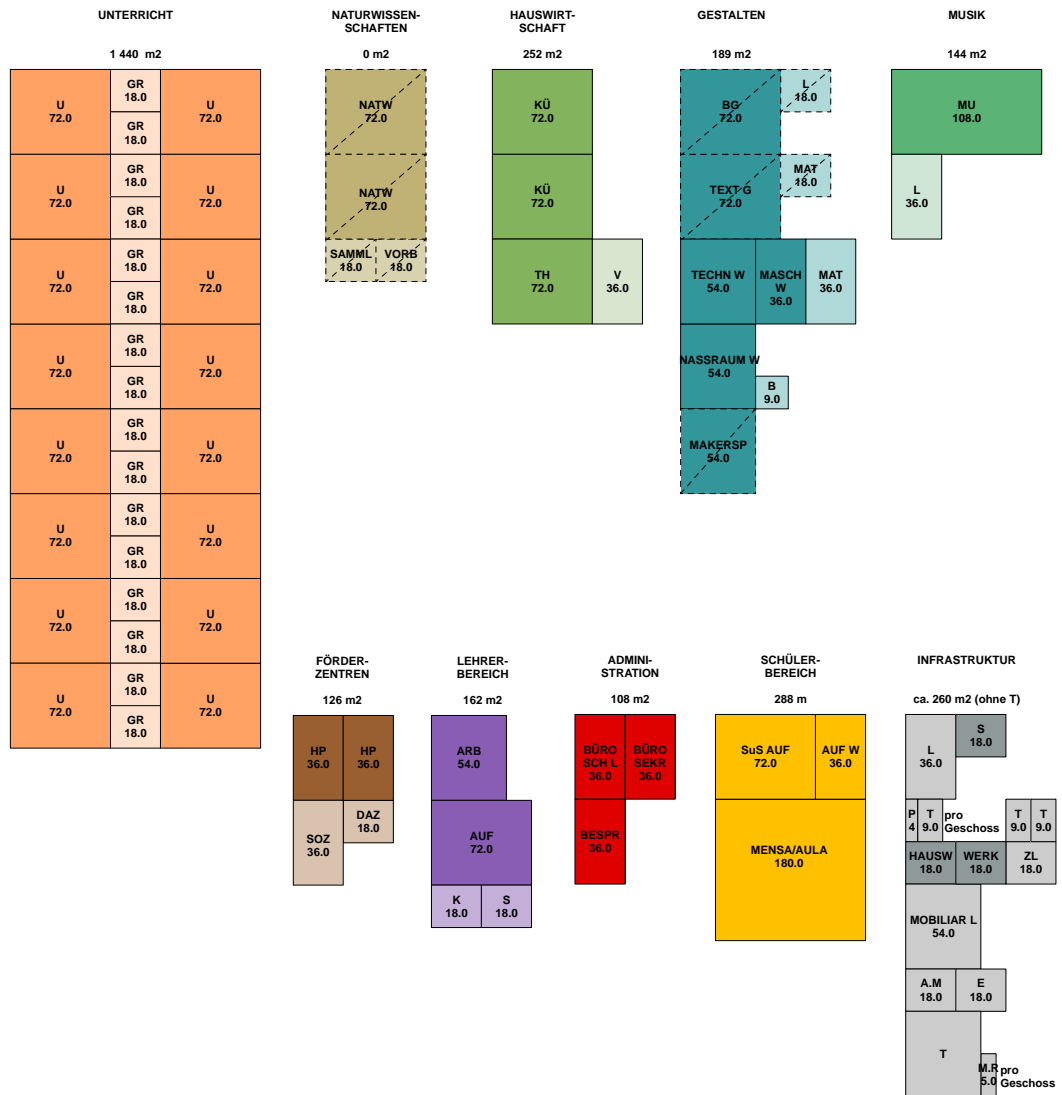 UNTERRICHT
1 440 m2
U
72.0
GR
18.0
GR
18.0
U
72.0
U
72.0
GR
18.0
GR
18.0
U
72.0
U
72.0
GR
18.0
GR
18.0
U
72.0
U
72.0
GR
18.0
GR
18.0
U
72.0
U
72.0
GR
18.0
GR
18.0
U
72.0
U
72.0
GR
18.0
GR
18.0
U
72.0
U
72.0
GR
18.0
GR
18.0
U
72.0
U
72.0
GR
18.0
GR
18.0
U
72.0
NATURWISSEN-
SCHAFTEN
0 m2
NATW
72.0
NATW
72.0
SAMML
18.0
VORB
18.0
HAUSWIRT-
SCHAFT
252 m2
KÜ
72.0
KÜ
72.0
TH
72.0
V
36.0
GESTALTEN
189 m2
BG
72.0
L
18.0
TEXT G
72.0
MAT
18.0
TECHN W
54.0
MASCH
W
36.0
MAT
36.0
NASSRAUM W
54.0
B
9.0
MAKERSP
54.0
MUSIK
144 m2
MU
108.0
L
36.0
FÖRDER-
ZENTREN
126 m2
HP
36.0
HP
36.0
SOZ
36.0
DAZ
18.0
LEHRER-
BEREICH
162 m2
ARB
54.0
AUF
72.0
K
18.0
S
18.0
ADMINI-
STRATION
108 m2
BÜRO
SCH L
36.0
BÜRO
SEKR
36.0
BESPR
36.0
SCHÜLER-
BEREICH
288 m
SuS AUF
72.0
AUF W
36.0
MENSA/AULA
180.0
INFRASTRUKTUR
ca. 260 m2 (ohne T)
L
36.0
S
18.0
P
4
T
9.0
pro
Geschoss
T
9.0
T
9.0
HAUSW
18.0
WERK
18.0
ZL
18.0
MOBILIAR L
54.0
A.M
18.0
E
18.0
T
M.R
5.0
pro
Geschoss